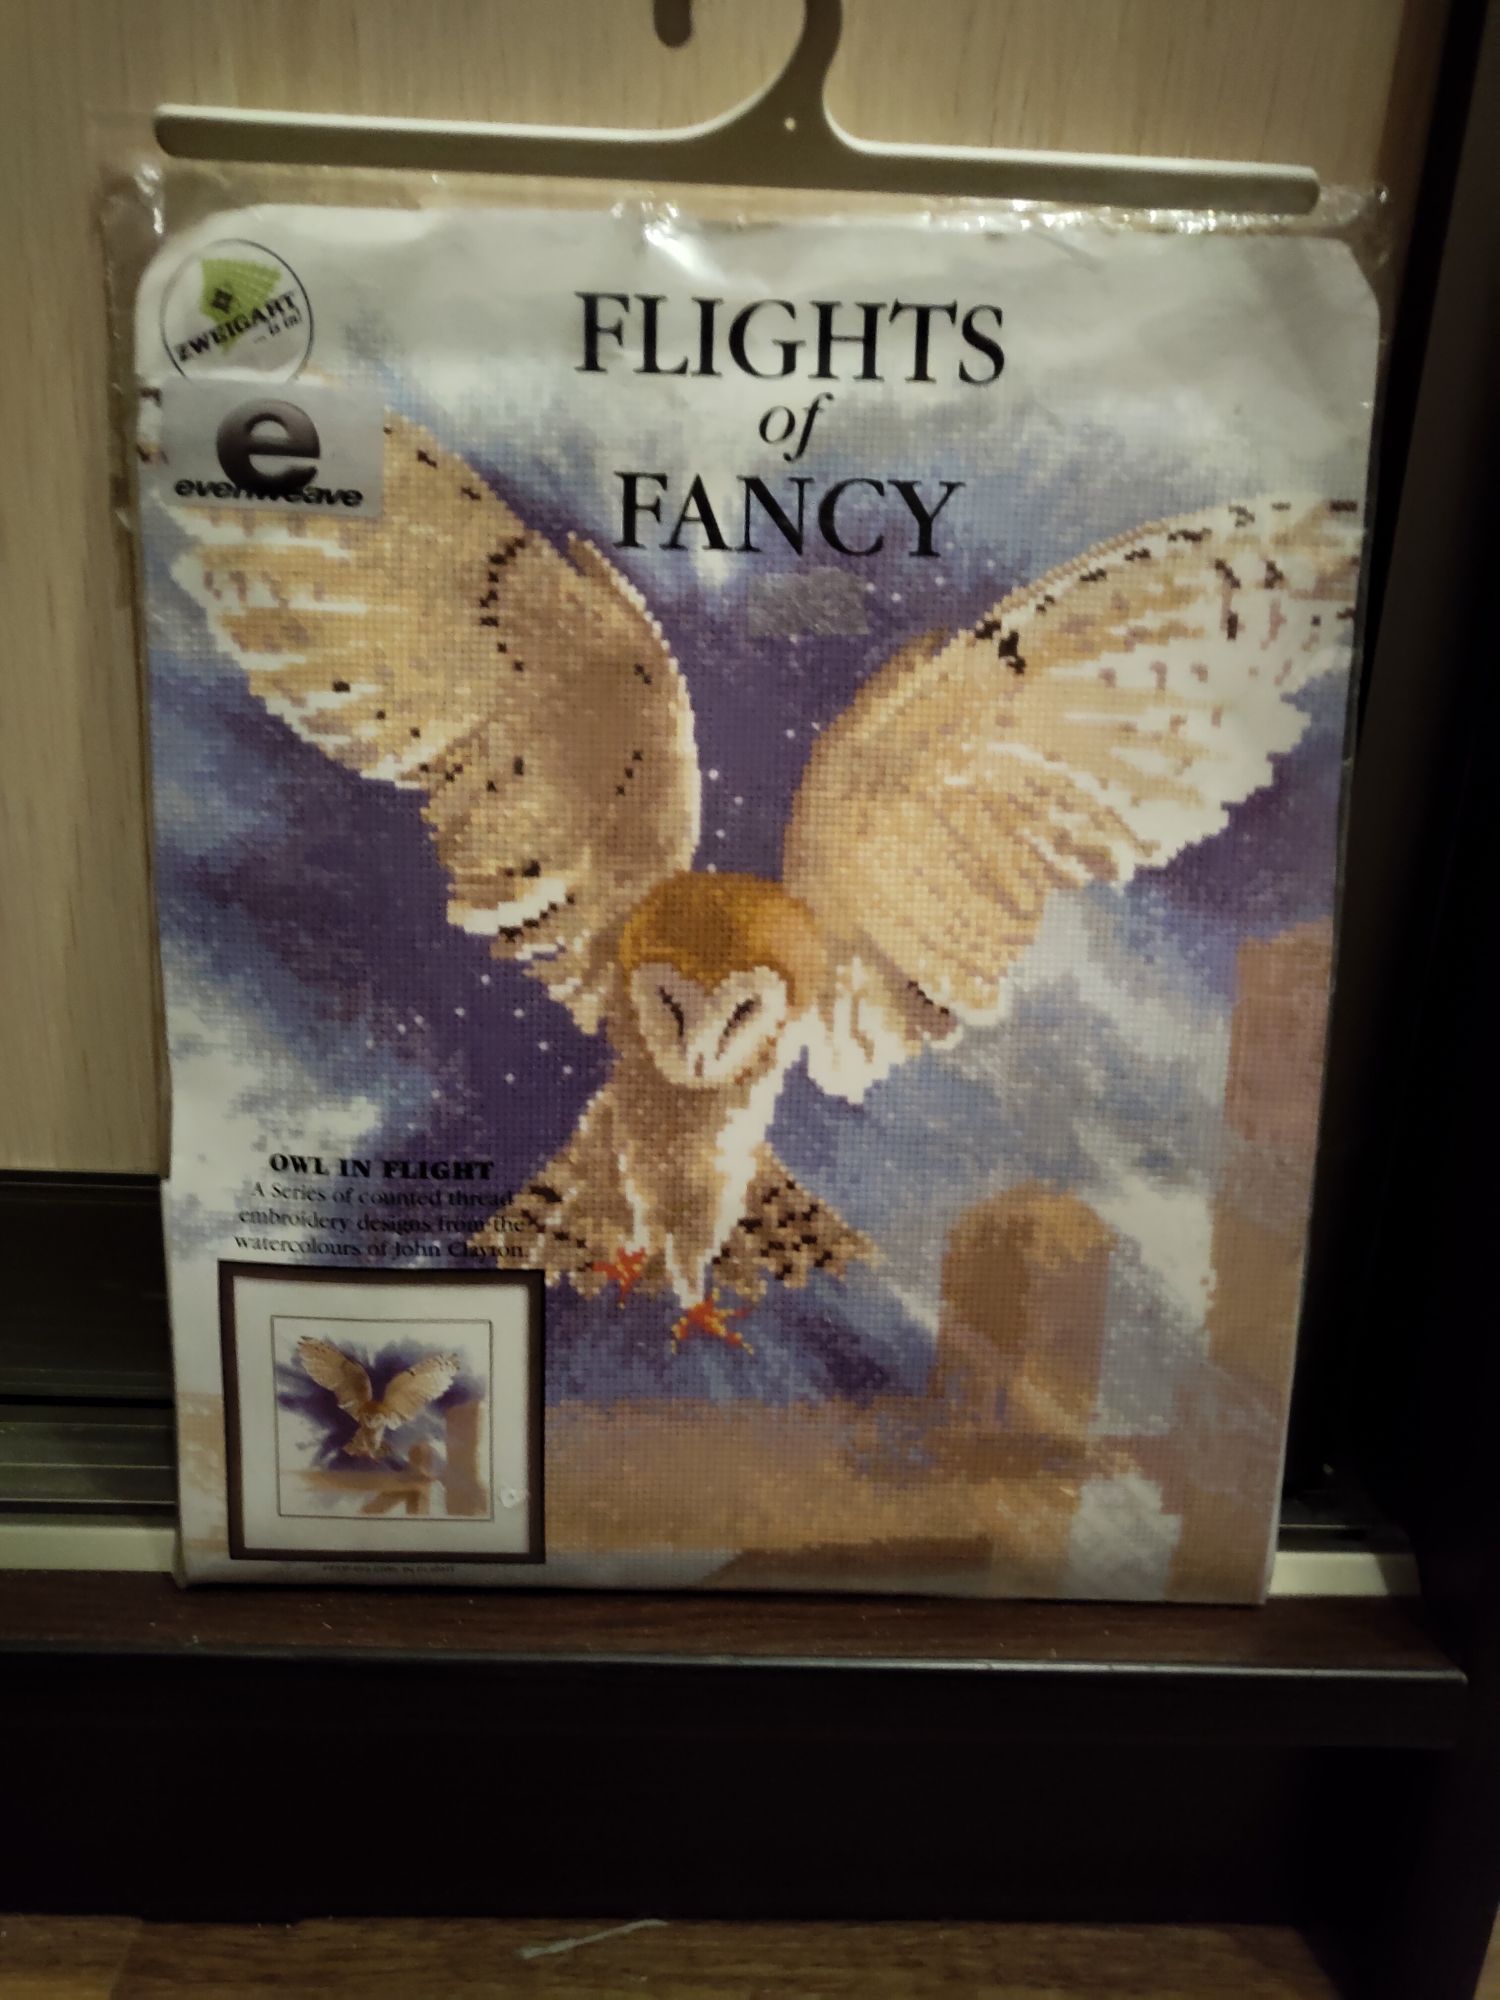 ZWEIGART
... is in!
e
evenweave
FLIGHTS
of
FANCY
OWL IN FLIGHT
A Series of counted thread
embroidery designs from the
watercolours of John Clayton.